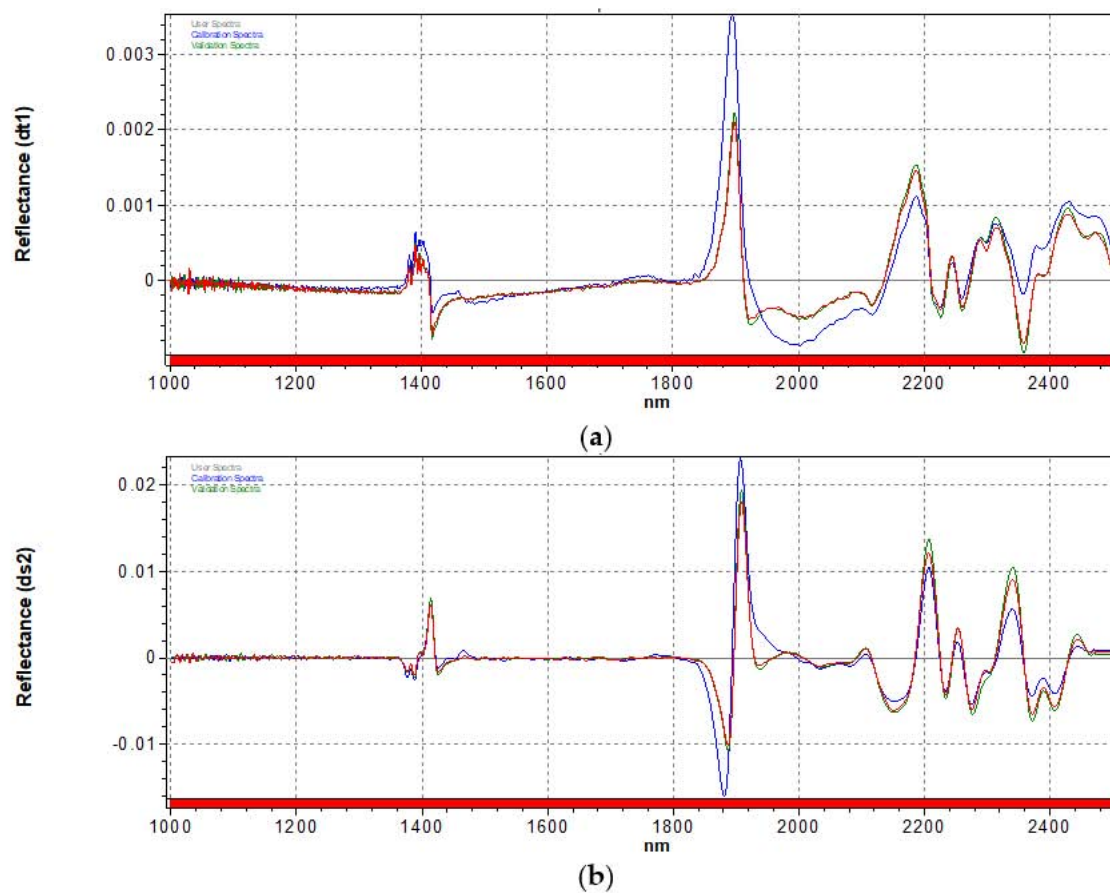 User Spectra
Calibration Spectra
Validation Spectra
Reflectance (dt1)
0.003
0.002
0.001
0
1000 1200 1400 1600 1800 2000 2200 2400
nm
(a)
User Spectra
Calibration Spectra
Validation Spectra
Reflectance (ds2)
0.02
0.01
0
-0.01
1000 1200 1400 1600 1800 2000 2200 2400
nm
(b)